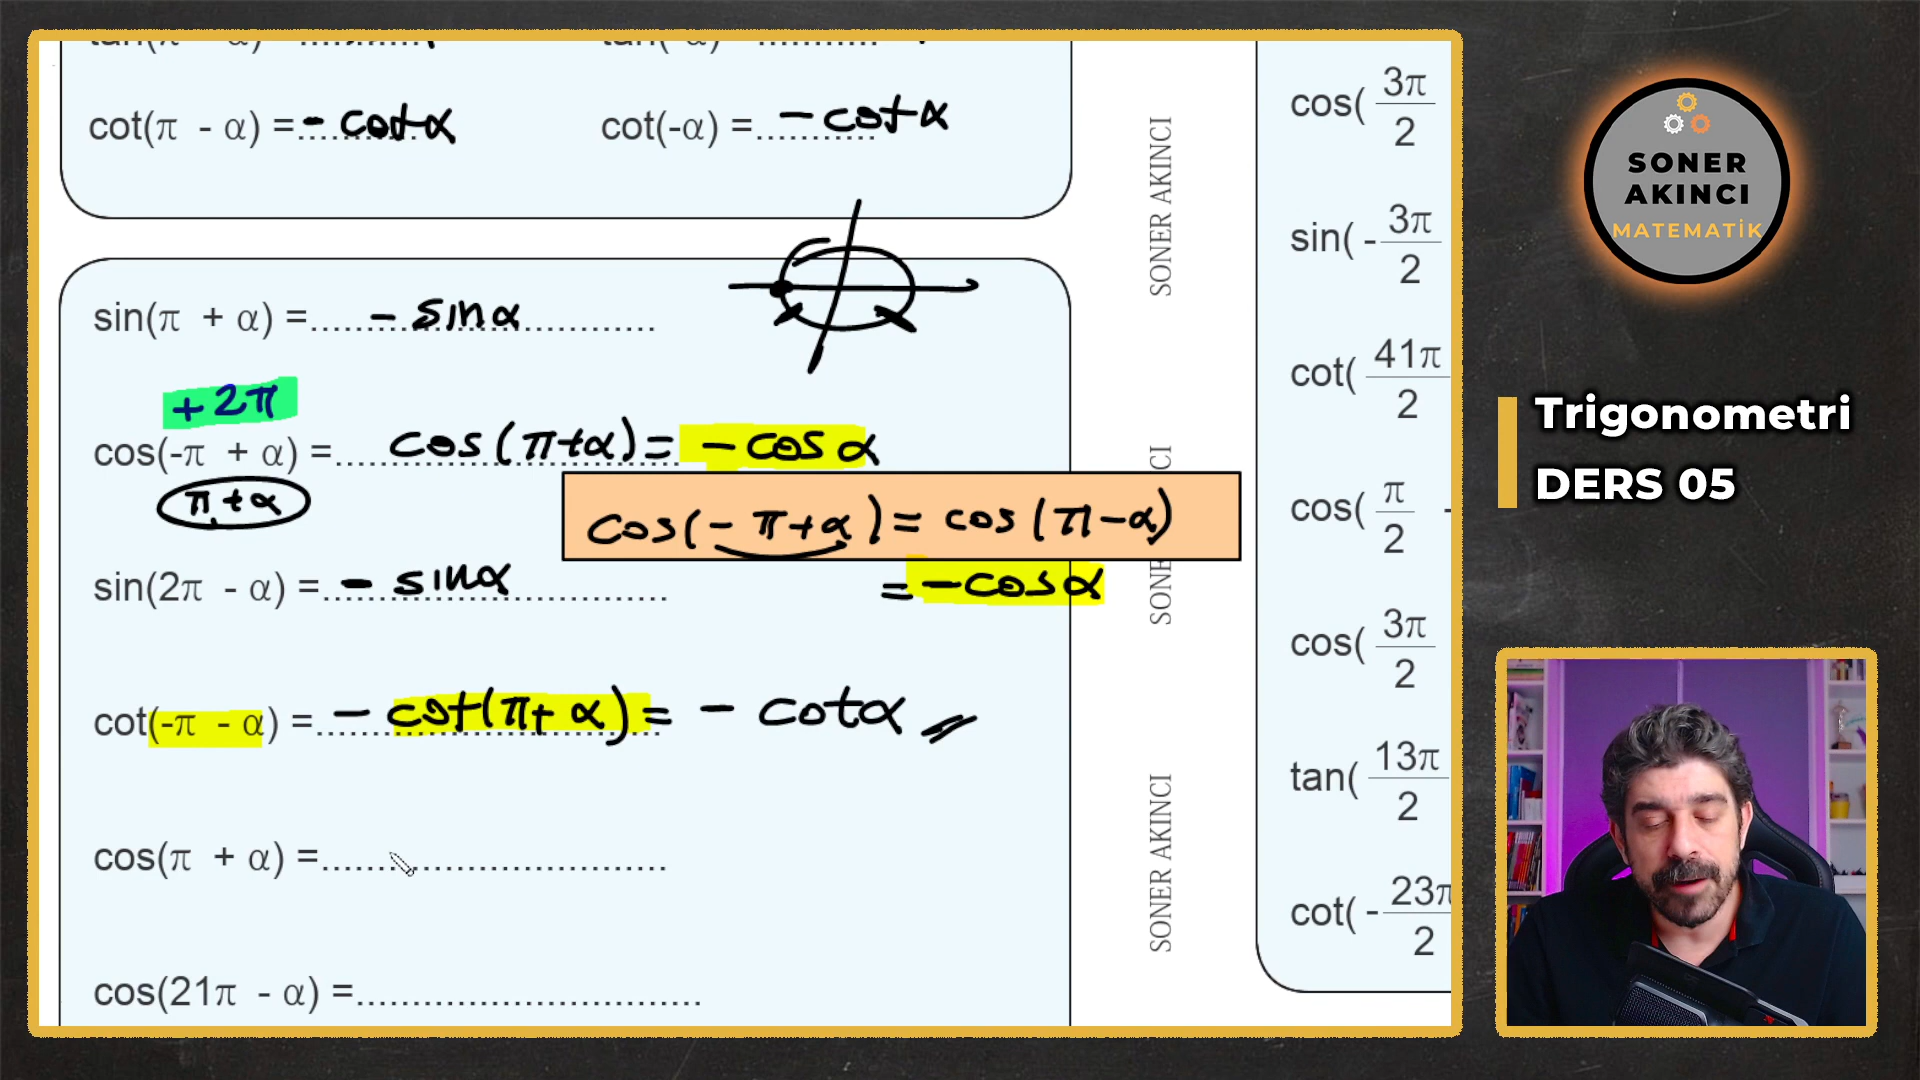 cot(π - α) =..- cotα
cot(-α) =.......... - cotα
sin(π + α) =.... - sinα
+2π
cos(-π + α) =.... cos(π+α) = - cosα
π+α
cos(-π+α) = cos(π-α)
= -cosα
sin(2π - α) =.. - sinα
cot(-π - α) =.. - cot(π+α) = - cotα
cos(π + α) =...............................
cos(21π - α) =...............................
SONER AKINCI
SONER AKINCI
cos( 3π/2
sin( - 3π/2
cot( 41π/2
cos( π/2 -
cos( 3π/2
tan( 13π/2
cot( - 23π/2
SONER
AKINCI
MATEMATİK
Trigonometri
DERS 05